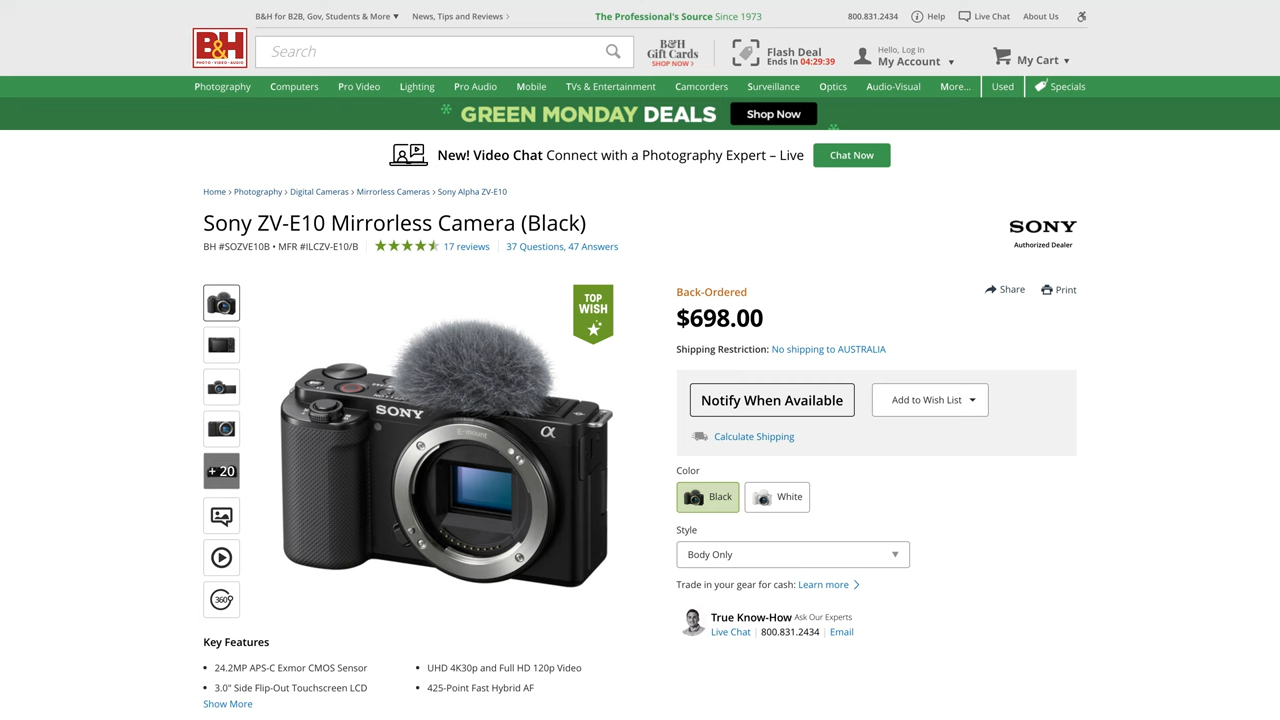 B&H for B2B, Gov, Students & More
News, Tips and Reviews
The Professional's Source Since 1973
800.831.2434
Help
Live Chat
About Us
B&H
PHOTO · VIDEO · AUDIO
Search
B&H
Gift Cards
SHOP NOW
Flash Deal
Ends In 04:29:39
Hello, Log In
My Account
My Cart
Photography
Computers
Pro Video
Lighting
Pro Audio
Mobile
TVs & Entertainment
Camcorders
Surveillance
Optics
Audio-Visual
More...
Used
Specials
GREEN MONDAY DEALS
Shop Now
New! Video Chat Connect with a Photography Expert – Live
Chat Now
Home › Photography › Digital Cameras › Mirrorless Cameras › Sony Alpha ZV-E10
Sony ZV-E10 Mirrorless Camera (Black)
SONY
Authorized Dealer
BH #SOZVE10B • MFR #ILCZV-E10/B
17 reviews
37 Questions, 47 Answers
TOP
WISH
SONY
E-mount
α
+ 20
360º
Back-Ordered
Share
Print
$698.00
Shipping Restriction: No shipping to AUSTRALIA
Notify When Available
Add to Wish List
Calculate Shipping
Color
Black
White
Style
Body Only
Trade in your gear for cash: Learn more
True Know-How Ask Our Experts
Live Chat | 800.831.2434 | Email
Key Features
• 24.2MP APS-C Exmor CMOS Sensor
• UHD 4K30p and Full HD 120p Video
• 3.0" Side Flip-Out Touchscreen LCD
• 425-Point Fast Hybrid AF
Show More